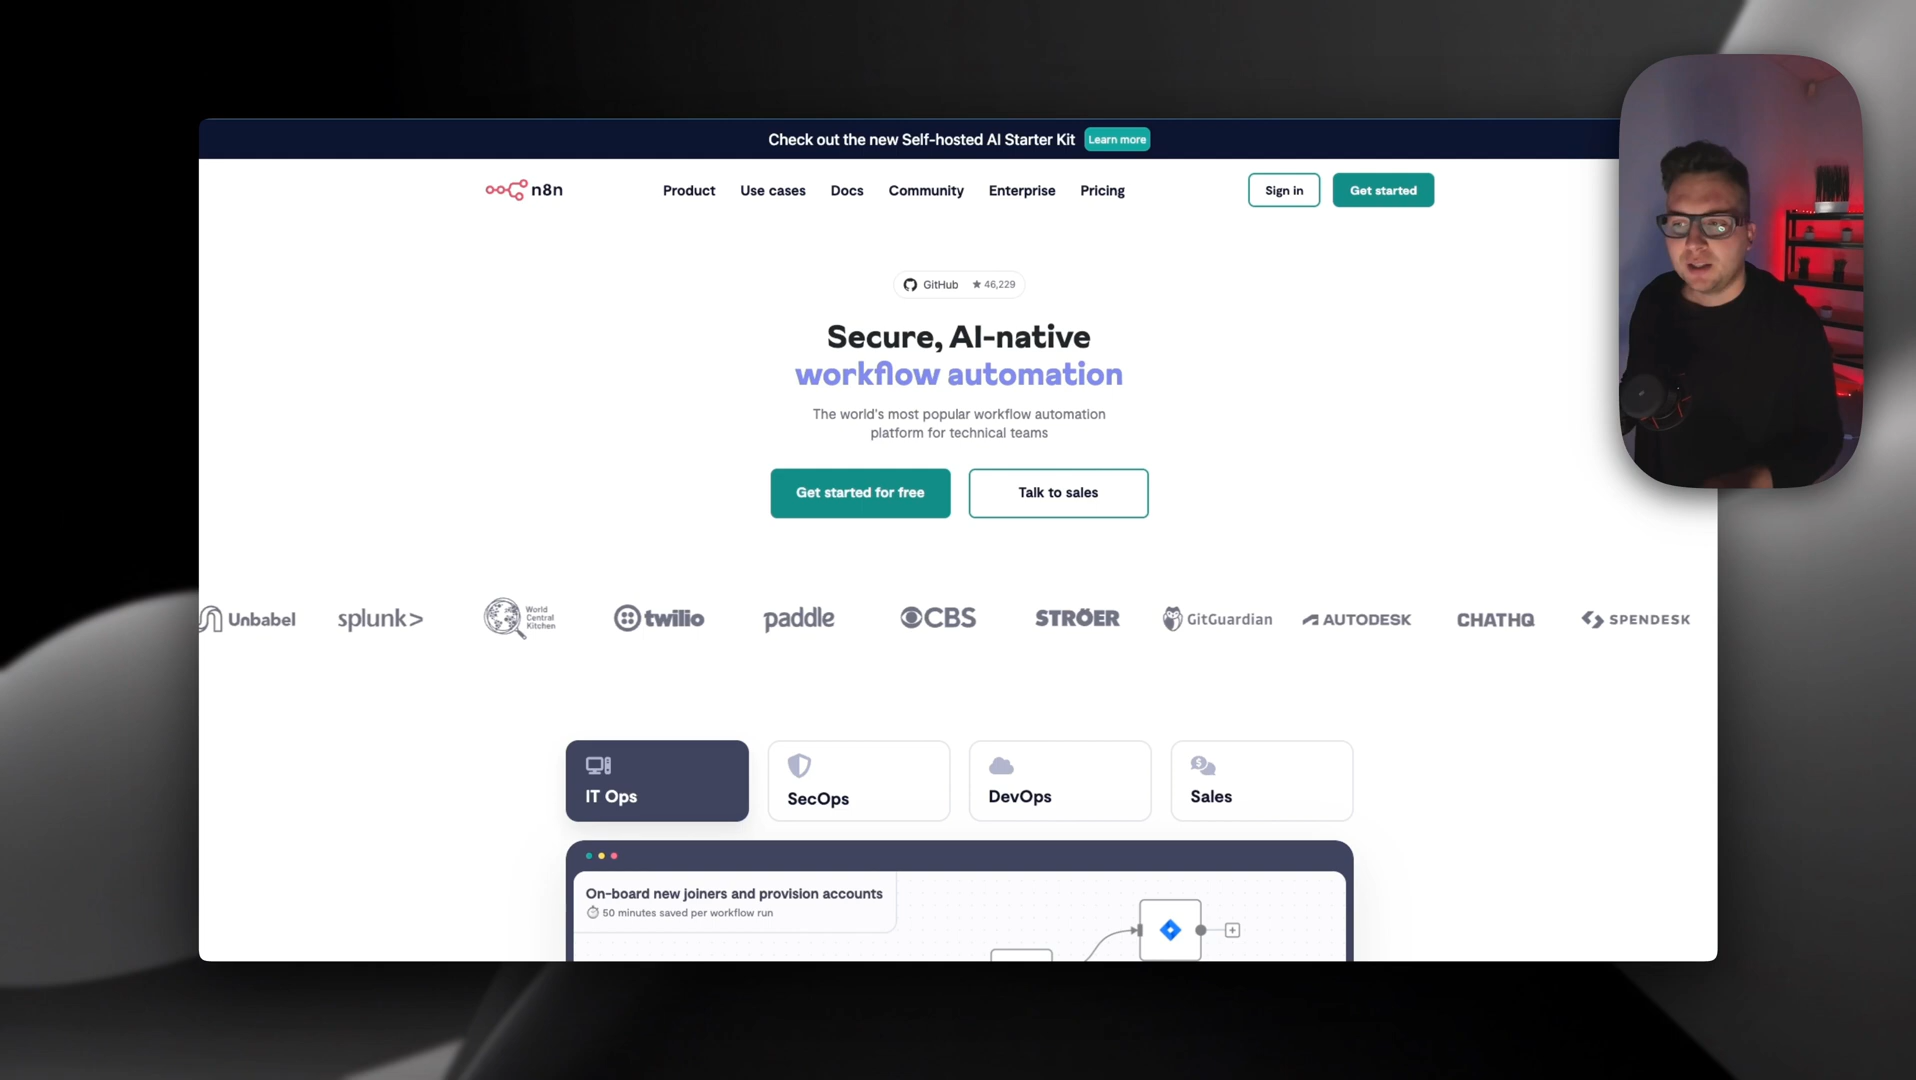 Check out the new Self-hosted AI Starter Kit Learn more
n8n Product Use cases Docs Community Enterprise Pricing Sign in Get started
GitHub ★ 46,229
Secure, AI-native
workflow automation
The world's most popular workflow automation
platform for technical teams
Get started for free Talk to sales
Unbabel splunk> World Central Kitchen twilio paddle CBS STRÖER GitGuardian AUTODESK CHATHQ SPENDESK
IT Ops SecOps DevOps Sales
On-board new joiners and provision accounts
50 minutes saved per workflow run